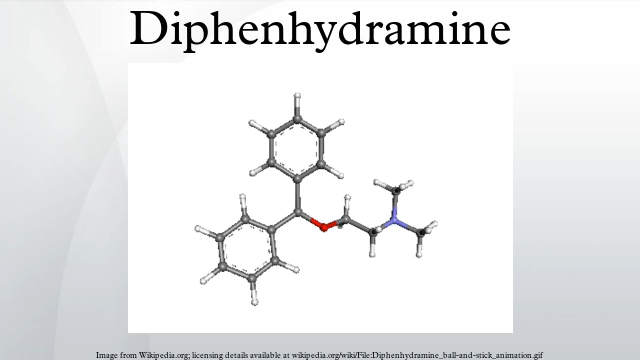 Diphenhydramine
Image from Wikipedia.org; licensing details available at wikipedia.org/wiki/File:Diphenhydramine_ball-and-stick_animation.gif